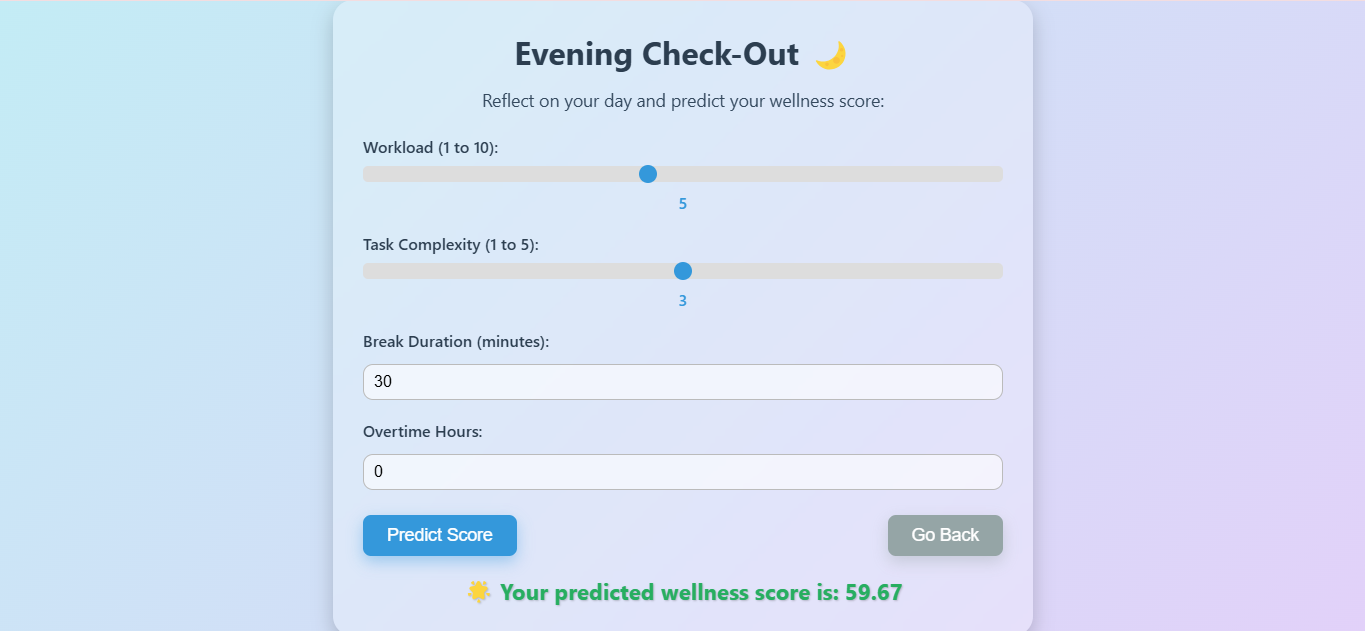 Evening Check-Out 🌙
Reflect on your day and predict your wellness score:
Workload (1 to 10):
5
Task Complexity (1 to 5):
3
Break Duration (minutes):
30
Overtime Hours:
0
Predict Score
Go Back
🌟 Your predicted wellness score is: 59.67